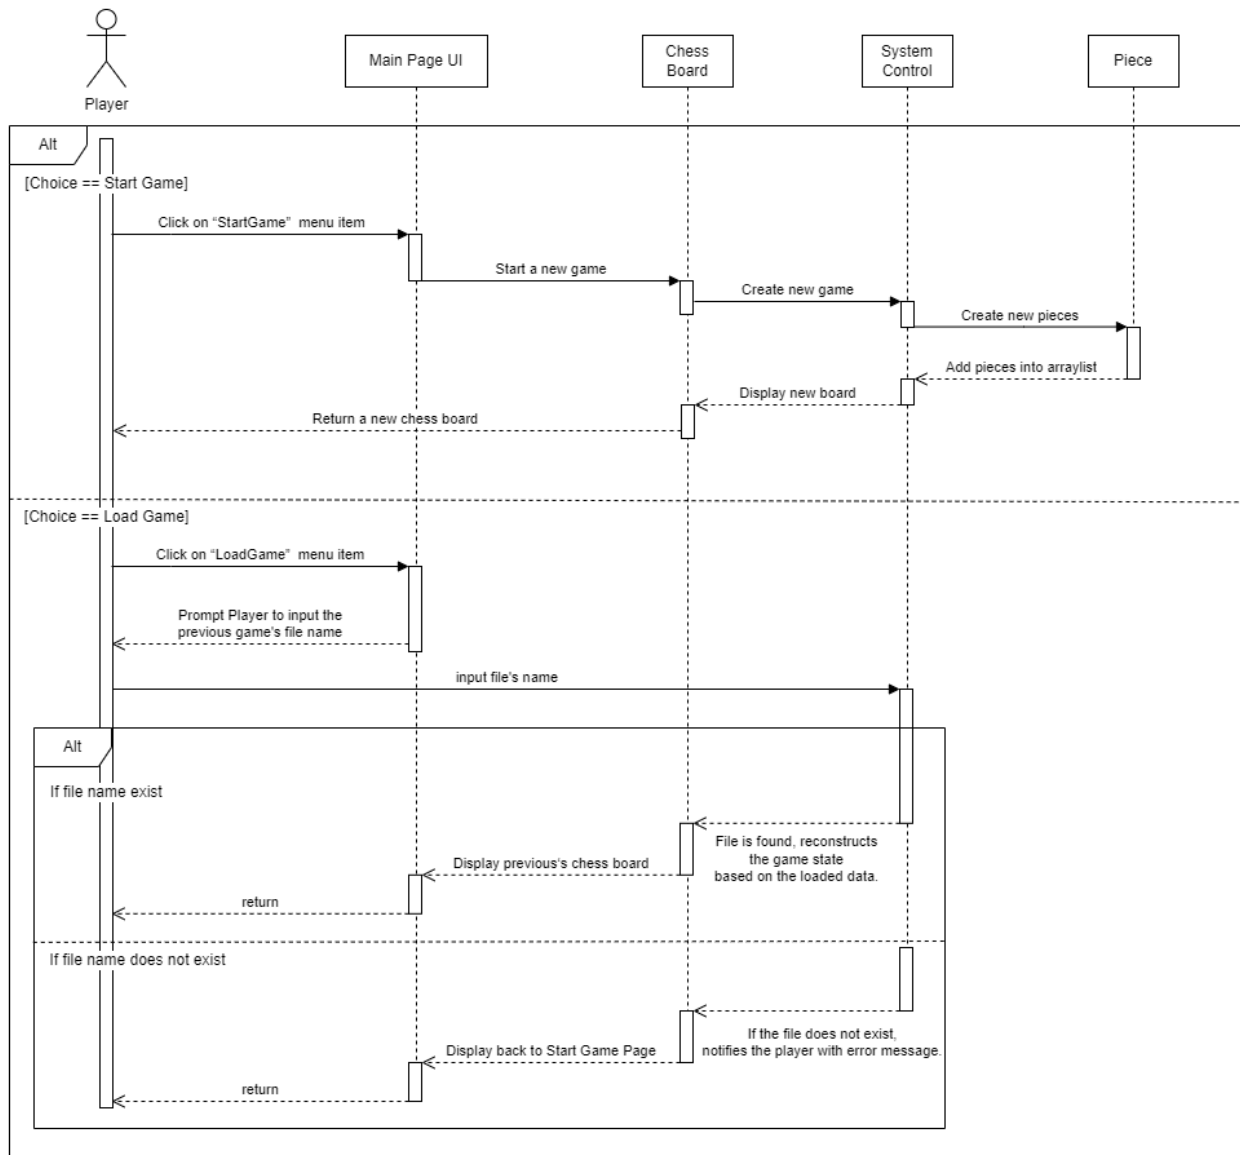 Player
Main Page UI
Chess
Board
System
Control
Piece
Alt
[Choice == Start Game]
Click on “StartGame”  menu item
Start a new game
Create new game
Create new pieces
Add pieces into arraylist
Display new board
Return a new chess board
[Choice == Load Game]
Click on “LoadGame”  menu item
Prompt Player to input the
previous game's file name
input file's name
Alt
If file name exist
File is found, reconstructs
the game state
based on the loaded data.
Display previous's chess board
return
If file name does not exist
If the file does not exist,
notifies the player with error message.
Display back to Start Game Page
return